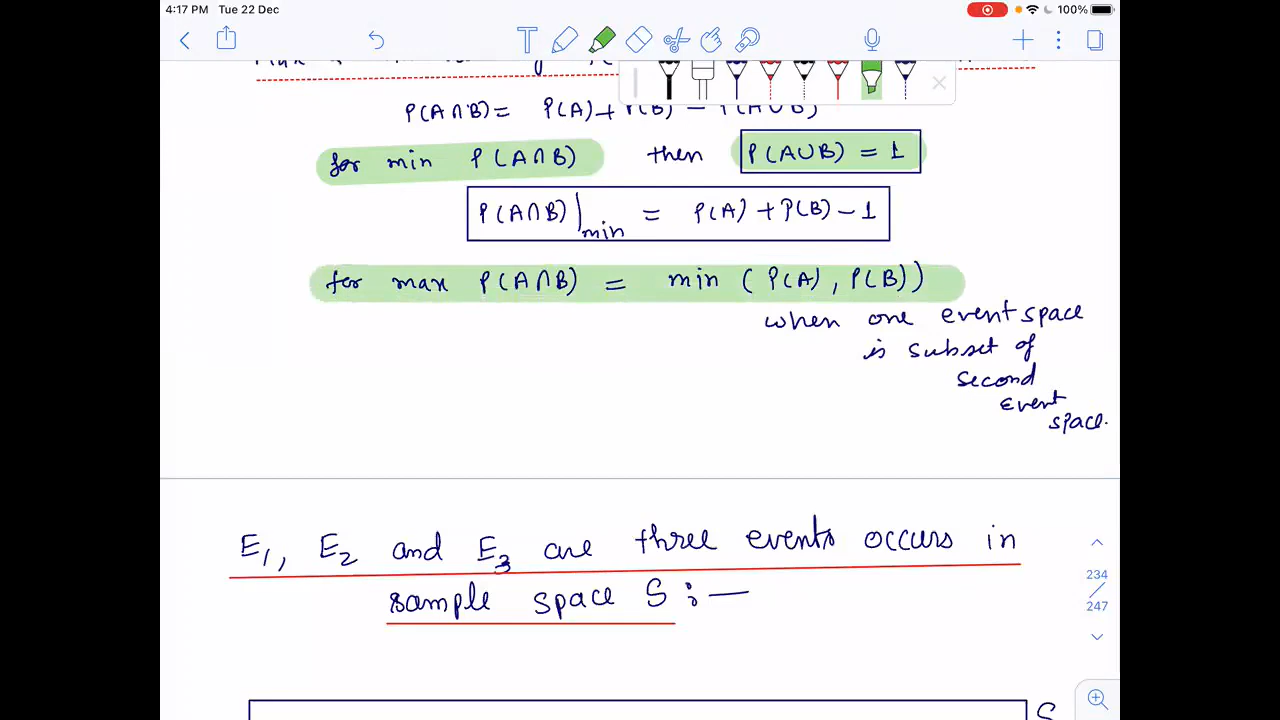 4:17 PM Tue 22 Dec
100%
P(A∩B)= P(A)+P(B) - P(A∪B)
for min P(A∩B) then P(A∪B) = 1
P(A∩B)|min = P(A)+P(B)-1
for max P(A∩B) = min (P(A), P(B))
when one event space
is subset of
second
event
space.
E1, E2 and E3 are three events occurs in
sample space S :—
234
/
247
S